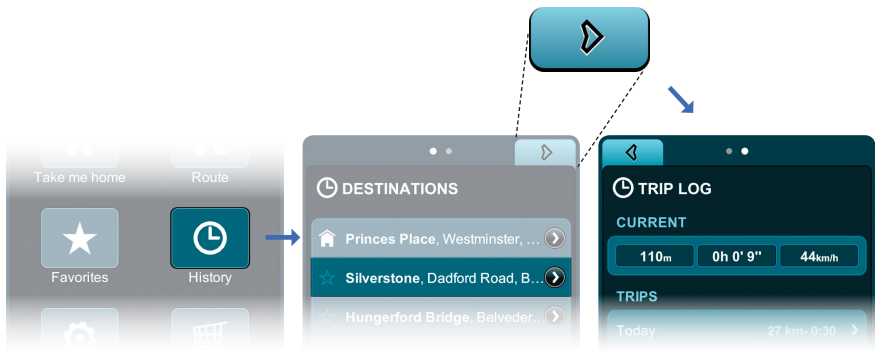 Take me home
Route
Favorites
History
DESTINATIONS
Princes Place, Westminster, ...
Silverstone, Dadford Road, B...
Hungerford Bridge, Belveder...
TRIP LOG
CURRENT
110m
0h 0' 9"
44km/h
TRIPS
Today
27 km- 0:30